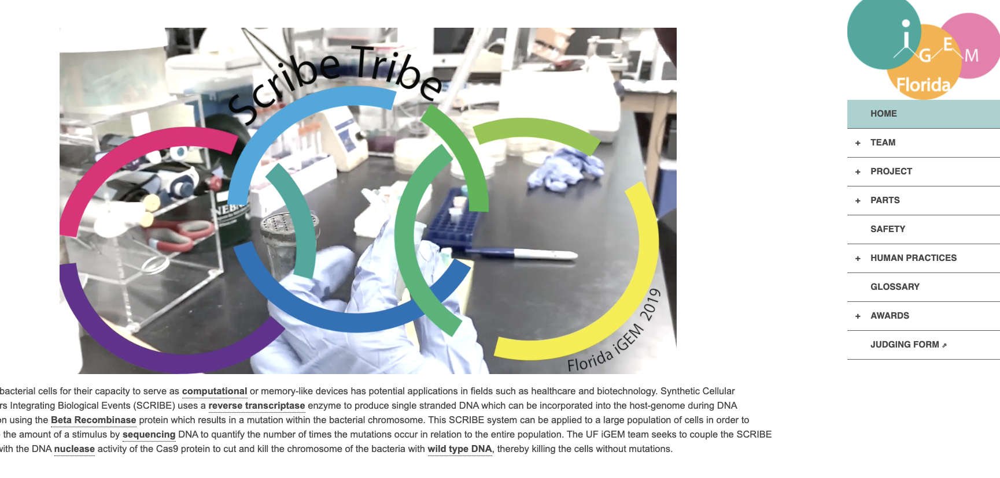 Scribe Tribe
NEB
Florida iGEM 2019
bacterial cells for their capacity to serve as computational or memory-like devices has potential applications in fields such as healthcare and biotechnology. Synthetic Cellular
rs Integrating Biological Events (SCRIBE) uses a reverse transcriptase enzyme to produce single stranded DNA which can be incorporated into the host-genome during DNA
on using the Beta Recombinase protein which results in a mutation within the bacterial chromosome. This SCRIBE system can be applied to a large population of cells in order to
the amount of a stimulus by sequencing DNA to quantify the number of times the mutations occur in relation to the entire population. The UF iGEM team seeks to couple the SCRIBE
with the DNA nuclease activity of the Cas9 protein to cut and kill the chromosome of the bacteria with wild type DNA, thereby killing the cells without mutations.
iGEM
Florida
HOME
+ TEAM
+ PROJECT
+ PARTS
SAFETY
+ HUMAN PRACTICES
GLOSSARY
+ AWARDS
JUDGING FORM ⇗